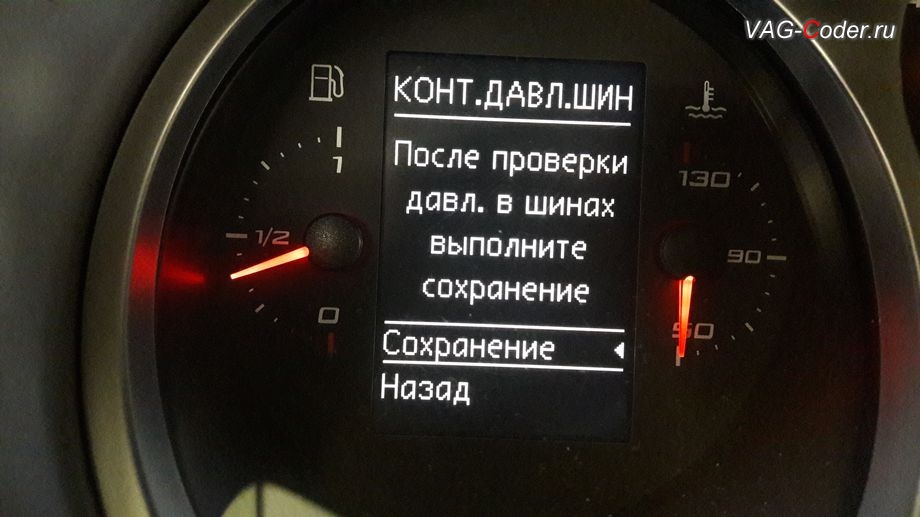 VAG-Coder.ru
КОНТ.ДАВЛ.ШИН
После проверки
давл. в шинах
выполните
сохранение
Сохранение
Назад
1
1/2
0
130
90
50